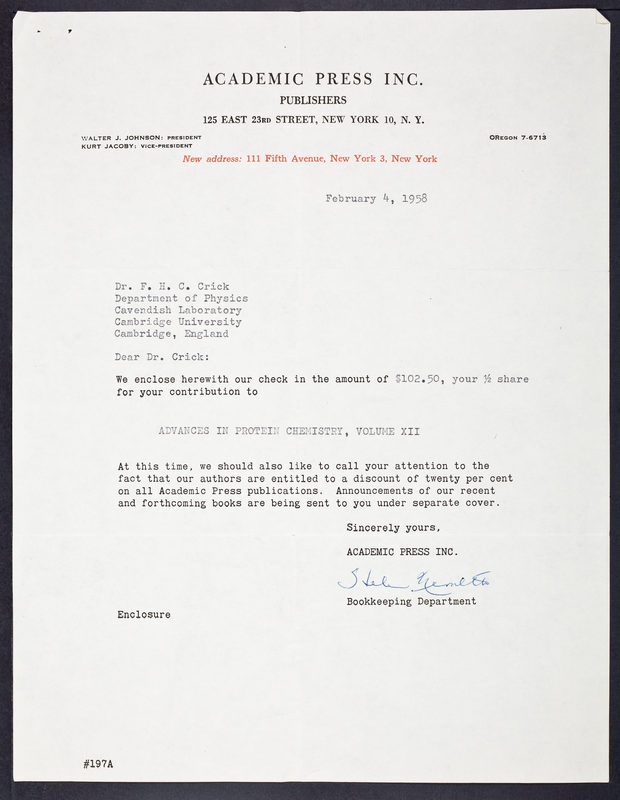 ACADEMIC PRESS INC.
PUBLISHERS
125 EAST 23RD STREET, NEW YORK 10, N. Y.
WALTER J. JOHNSON: PRESIDENT
KURT JACOBY: VICE-PRESIDENT
ORegon 7-6713
New address: 111 Fifth Avenue, New York 3, New York
February 4, 1958
Dr. F. H. C. Crick
Department of Physics
Cavendish Laboratory
Cambridge University
Cambridge, England
Dear Dr. Crick:
We enclose herewith our check in the amount of $102.50, your ½ share
for your contribution to
ADVANCES IN PROTEIN CHEMISTRY, VOLUME XII
At this time, we should also like to call your attention to the
fact that our authors are entitled to a discount of twenty per cent
on all Academic Press publications. Announcements of our recent
and forthcoming books are being sent to you under separate cover.
Sincerely yours,
ACADEMIC PRESS INC.
Bookkeeping Department
Enclosure
#197A